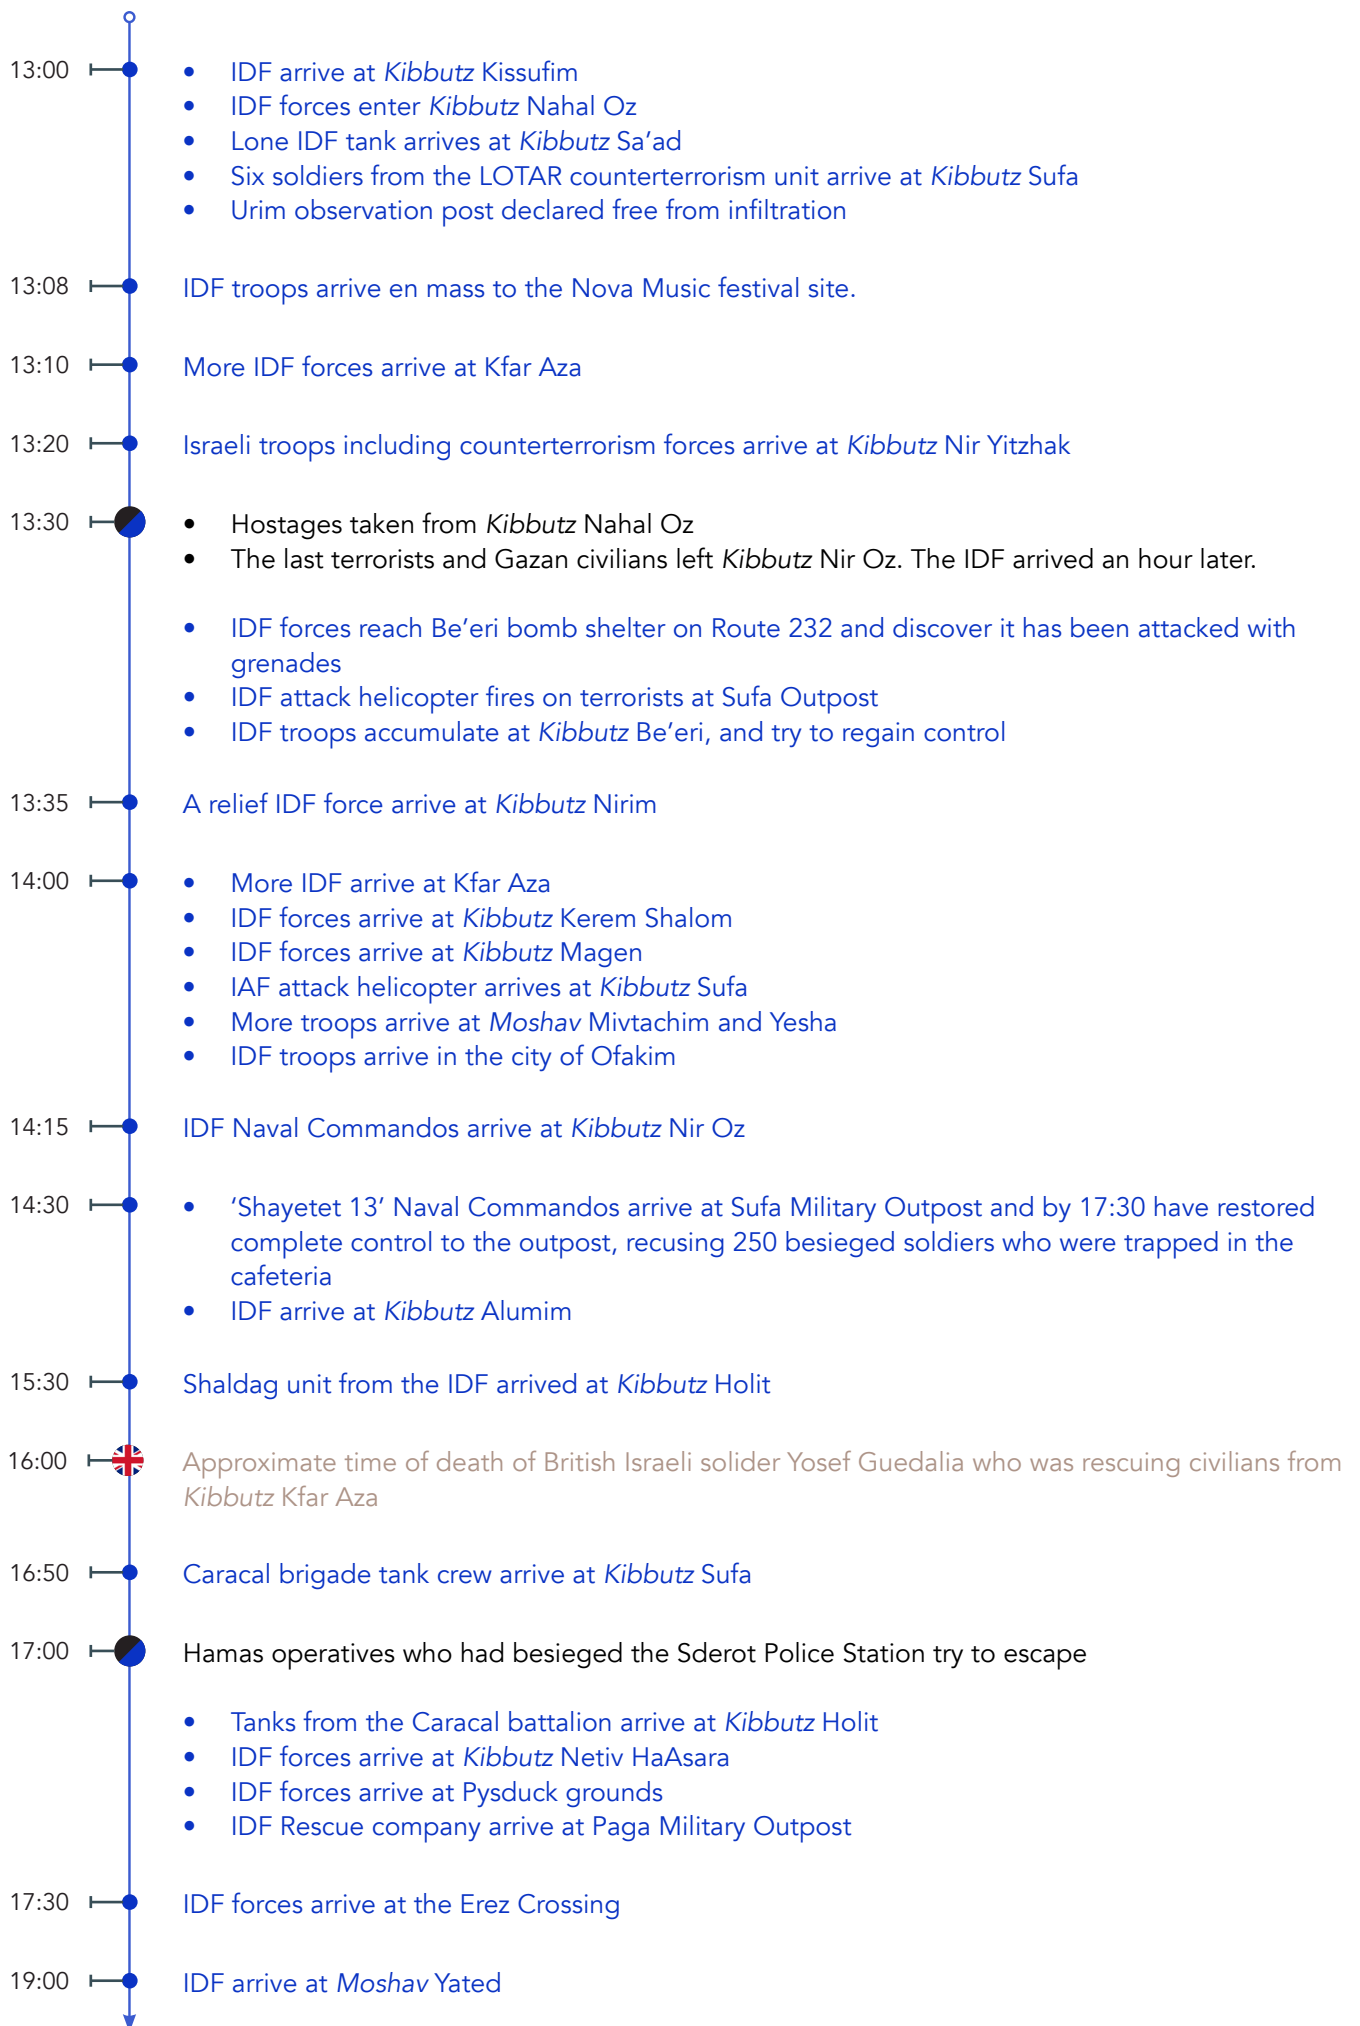 13:00
• IDF arrive at Kibbutz Kissufim
• IDF forces enter Kibbutz Nahal Oz
• Lone IDF tank arrives at Kibbutz Sa’ad
• Six soldiers from the LOTAR counterterrorism unit arrive at Kibbutz Sufa
• Urim observation post declared free from infiltration
13:08
IDF troops arrive en mass to the Nova Music festival site.
13:10
More IDF forces arrive at Kfar Aza
13:20
Israeli troops including counterterrorism forces arrive at Kibbutz Nir Yitzhak
13:30
• Hostages taken from Kibbutz Nahal Oz
• The last terrorists and Gazan civilians left Kibbutz Nir Oz. The IDF arrived an hour later.
• IDF forces reach Be’eri bomb shelter on Route 232 and discover it has been attacked with
grenades
• IDF attack helicopter fires on terrorists at Sufa Outpost
• IDF troops accumulate at Kibbutz Be’eri, and try to regain control
13:35
A relief IDF force arrive at Kibbutz Nirim
14:00
• More IDF arrive at Kfar Aza
• IDF forces arrive at Kibbutz Kerem Shalom
• IDF forces arrive at Kibbutz Magen
• IAF attack helicopter arrives at Kibbutz Sufa
• More troops arrive at Moshav Mivtachim and Yesha
• IDF troops arrive in the city of Ofakim
14:15
IDF Naval Commandos arrive at Kibbutz Nir Oz
14:30
• ‘Shayetet 13’ Naval Commandos arrive at Sufa Military Outpost and by 17:30 have restored
complete control to the outpost, recusing 250 besieged soldiers who were trapped in the
cafeteria
• IDF arrive at Kibbutz Alumim
15:30
Shaldag unit from the IDF arrived at Kibbutz Holit
16:00
Approximate time of death of British Israeli solider Yosef Guedalia who was rescuing civilians from
Kibbutz Kfar Aza
16:50
Caracal brigade tank crew arrive at Kibbutz Sufa
17:00
Hamas operatives who had besieged the Sderot Police Station try to escape
• Tanks from the Caracal battalion arrive at Kibbutz Holit
• IDF forces arrive at Kibbutz Netiv HaAsara
• IDF forces arrive at Pysduck grounds
• IDF Rescue company arrive at Paga Military Outpost
17:30
IDF forces arrive at the Erez Crossing
19:00
IDF arrive at Moshav Yated